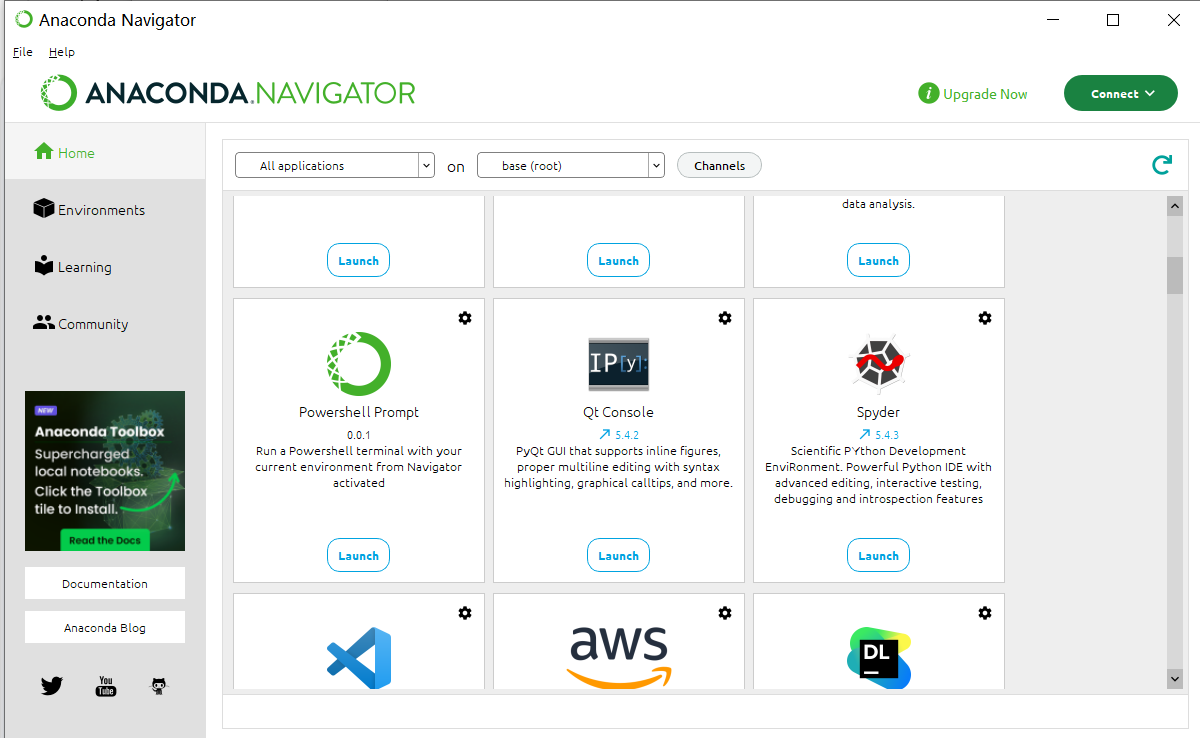 Anaconda Navigator
File Help
ANACONDA.NAVIGATOR
i Upgrade Now
Connect
Home
Environments
Learning
Community
NEW
Anaconda Toolbox
Supercharged
local notebooks.
Click the Toolbox
tile to Install.
Read the Docs
Documentation
Anaconda Blog
You
Tube
All applications on base (root) Channels
data analysis.
Launch Launch Launch
Powershell Prompt
0.0.1
Run a Powershell terminal with your
current environment from Navigator
activated
Launch
IP[y]:
Qt Console
5.4.2
PyQt GUI that supports inline figures,
proper multiline editing with syntax
highlighting, graphical calltips, and more.
Launch
Spyder
5.4.3
Scientific PYthon Development
EnviRonment. Powerful Python IDE with
advanced editing, interactive testing,
debugging and introspection features
Launch
aws
DL